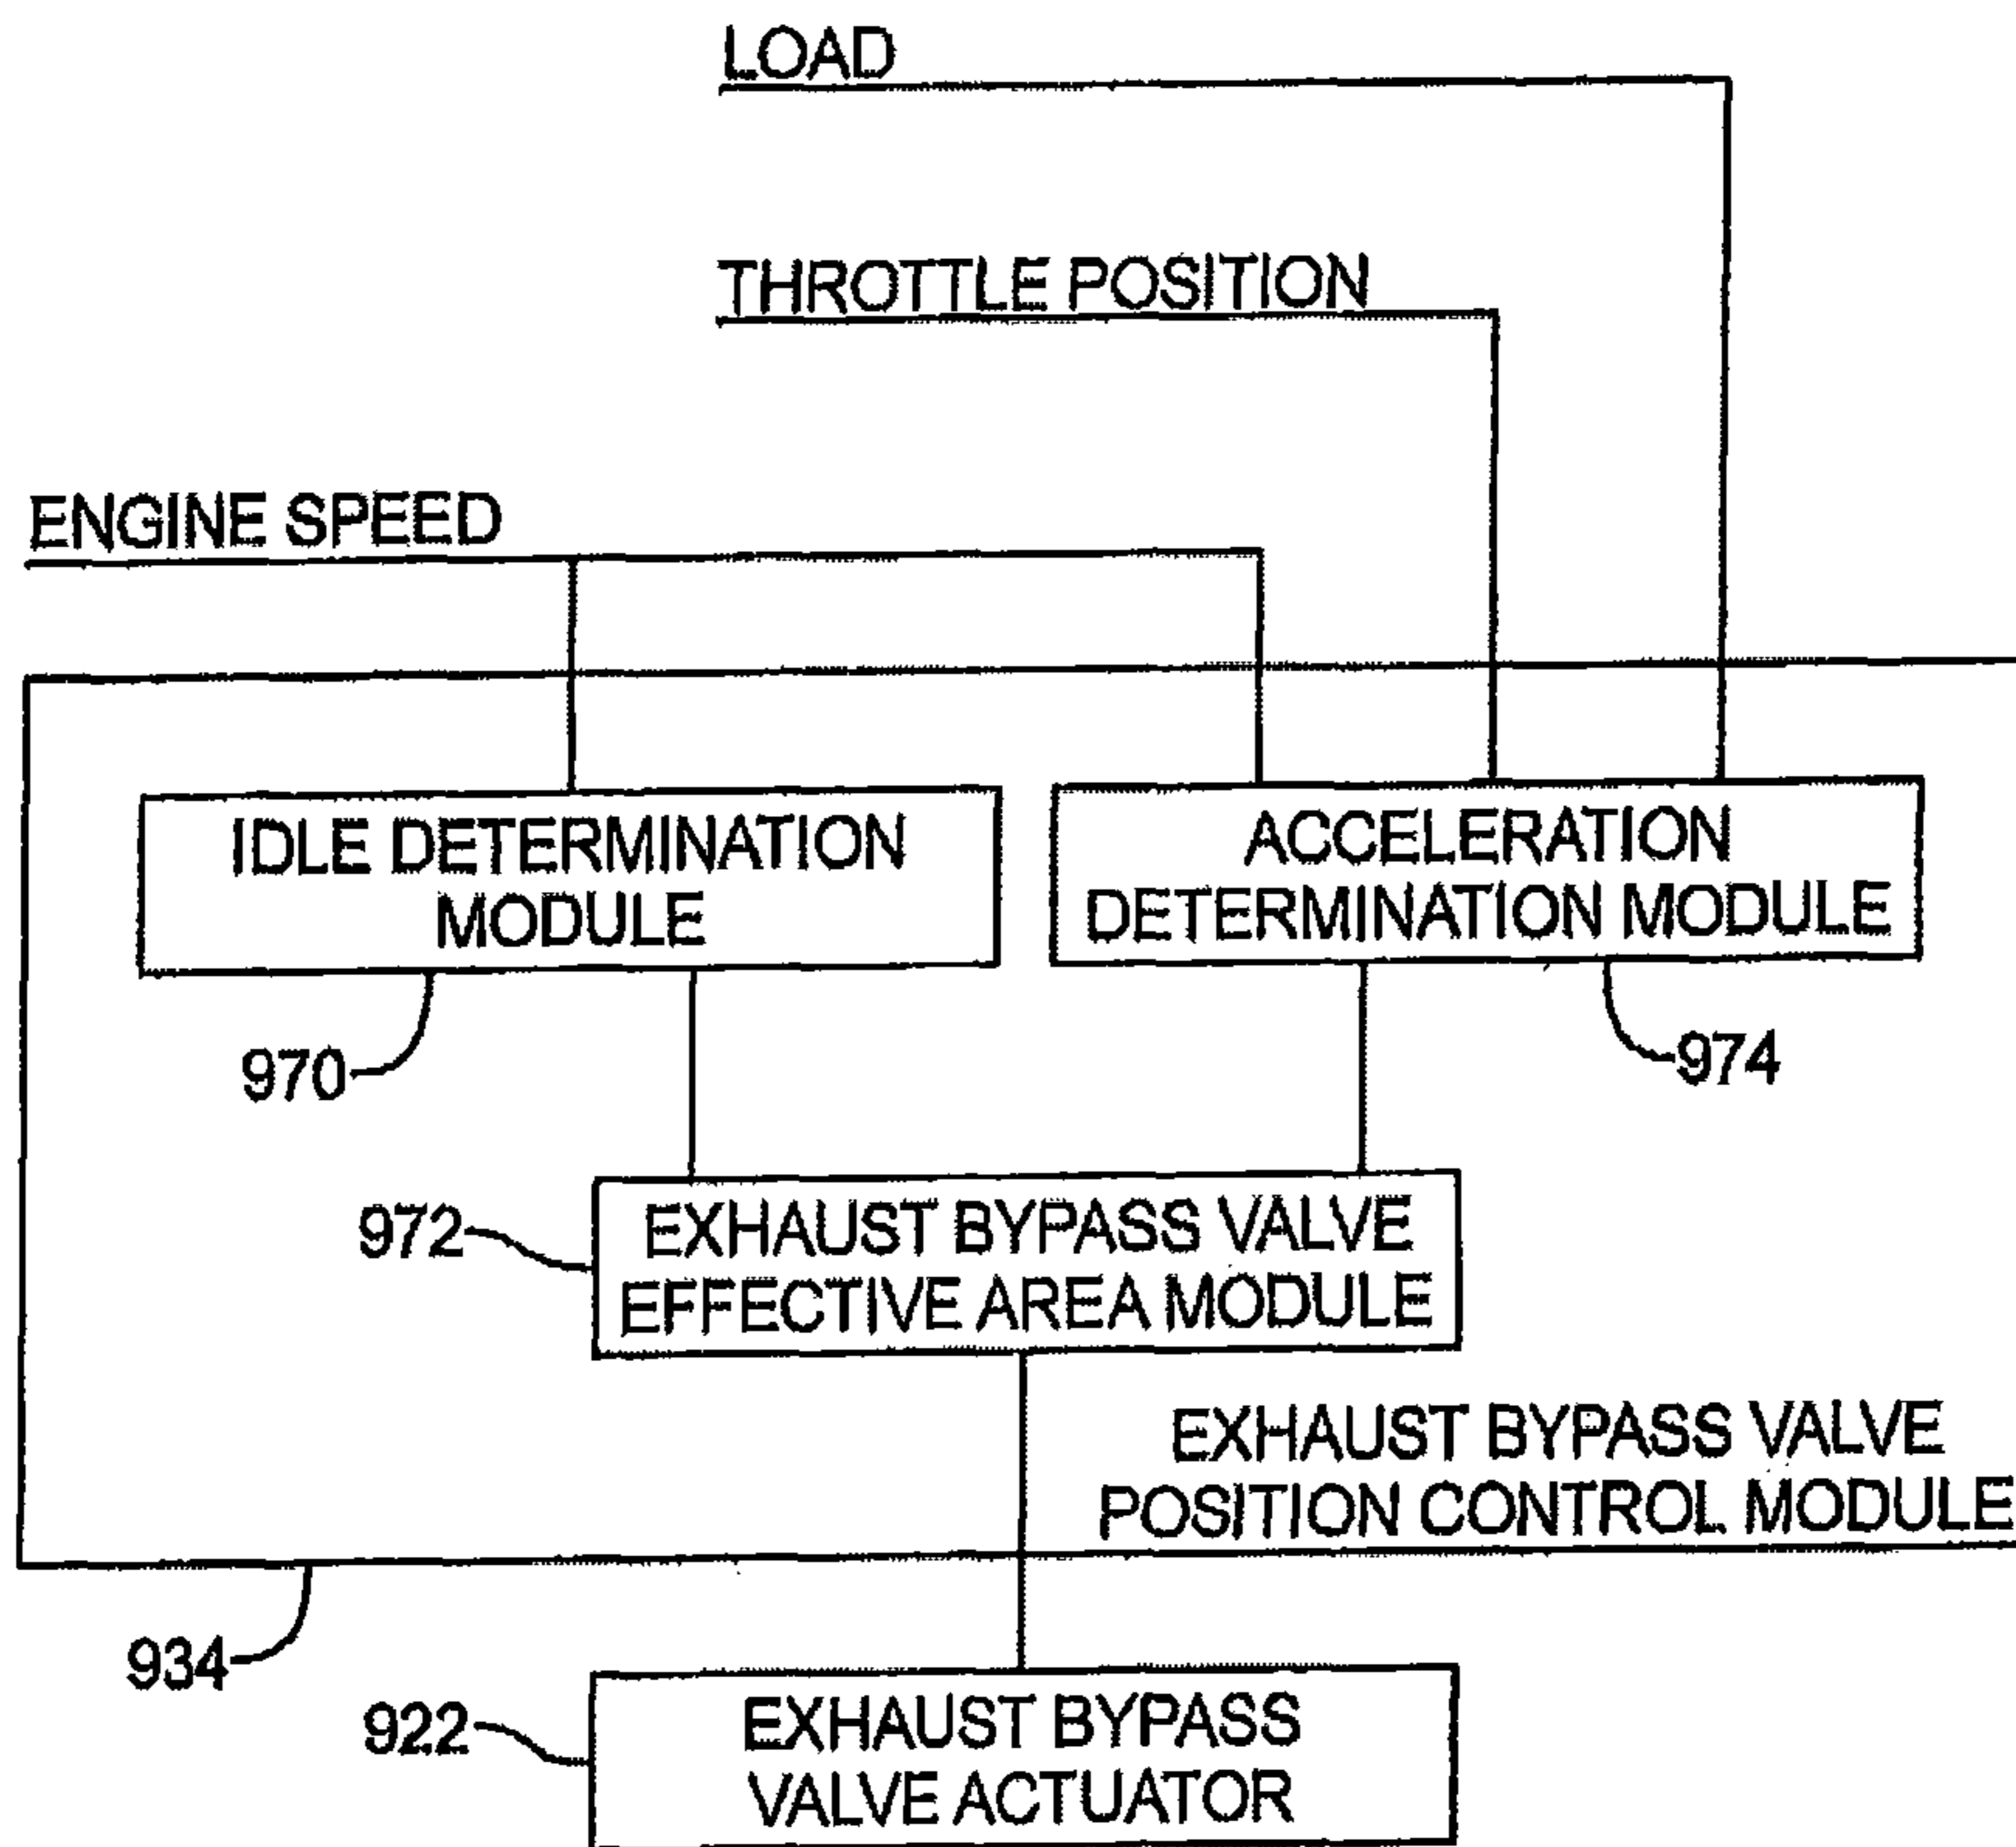 LOAD
THROTTLE POSITION
ENGINE SPEED
IDLE DETERMINATION
MODULE
ACCELERATION
DETERMINATION MODULE
970
974
972
EXHAUST BYPASS VALVE
EFFECTIVE AREA MODULE
EXHAUST BYPASS VALVE
POSITION CONTROL MODULE
934
922
EXHAUST BYPASS
VALVE ACTUATOR